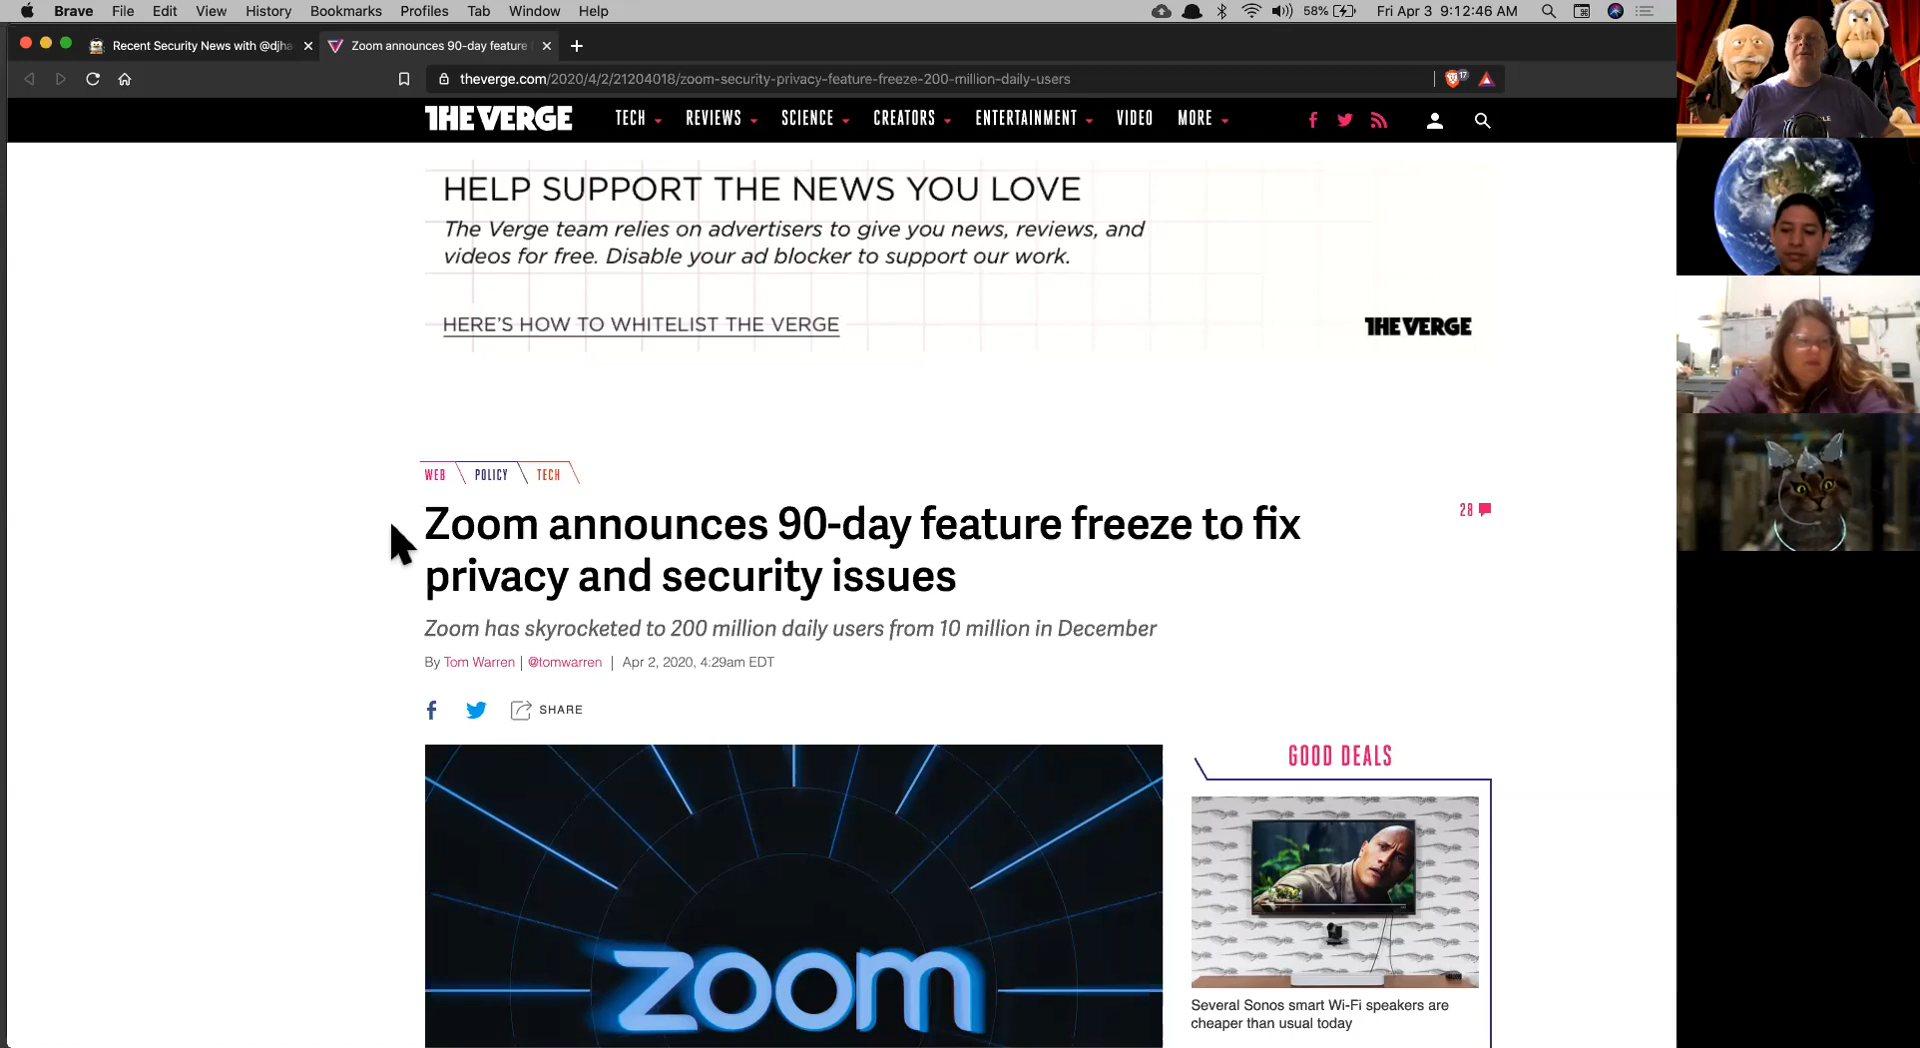 Brave File Edit View History Bookmarks Profiles Tab Window Help 58% Fri Apr 3 9:12:46 AM
Recent Security News with @djha
Zoom announces 90-day feature
theverge.com/2020/4/2/21204018/zoom-security-privacy-feature-freeze-200-million-daily-users
17
THE VERGE TECH REVIEWS SCIENCE CREATORS ENTERTAINMENT VIDEO MORE
HELP SUPPORT THE NEWS YOU LOVE
The Verge team relies on advertisers to give you news, reviews, and
videos for free. Disable your ad blocker to support our work.
HERE'S HOW TO WHITELIST THE VERGE
THE VERGE
WEB POLICY TECH
Zoom announces 90-day feature freeze to fix
privacy and security issues
28
Zoom has skyrocketed to 200 million daily users from 10 million in December
By Tom Warren | @tomwarren | Apr 2, 2020, 4:29am EDT
SHARE
zoom
GOOD DEALS
Several Sonos smart Wi-Fi speakers are
cheaper than usual today